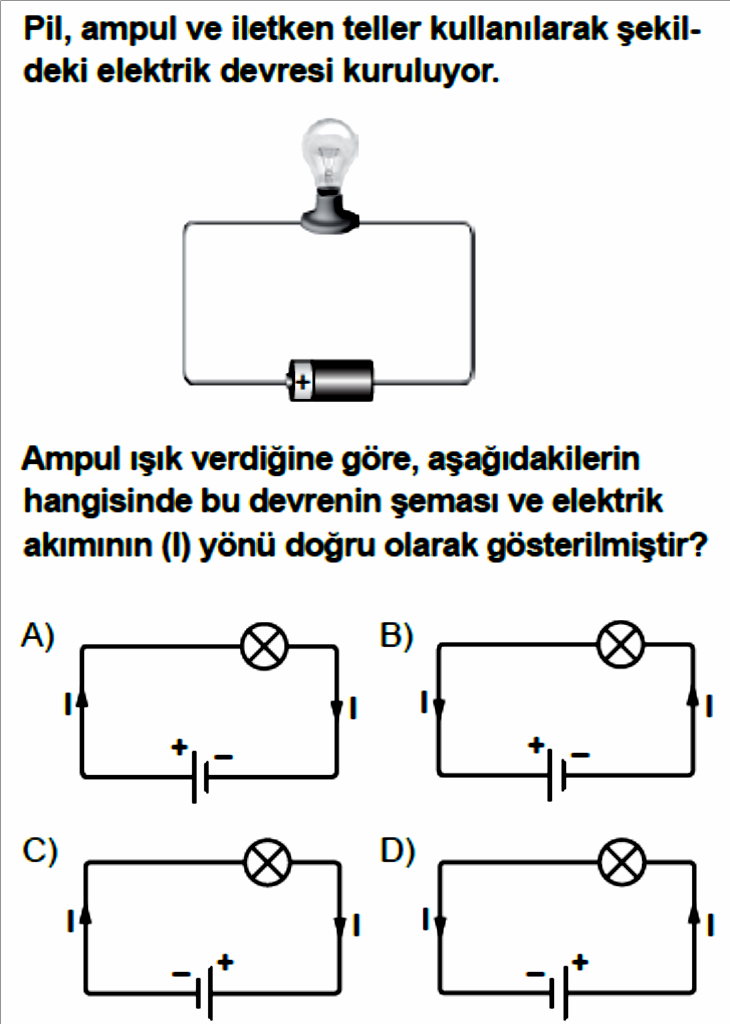 Pil, ampul ve iletken teller kullanılarak şekil-
deki elektrik devresi kuruluyor.
+
Ampul ışık verdiğine göre, aşağıdakilerin
hangisinde bu devrenin şeması ve elektrik
akımının (I) yönü doğru olarak gösterilmiştir?
A)
I
I
+ –
B)
I
I
+ –
C)
I
I
– +
D)
I
I
– +